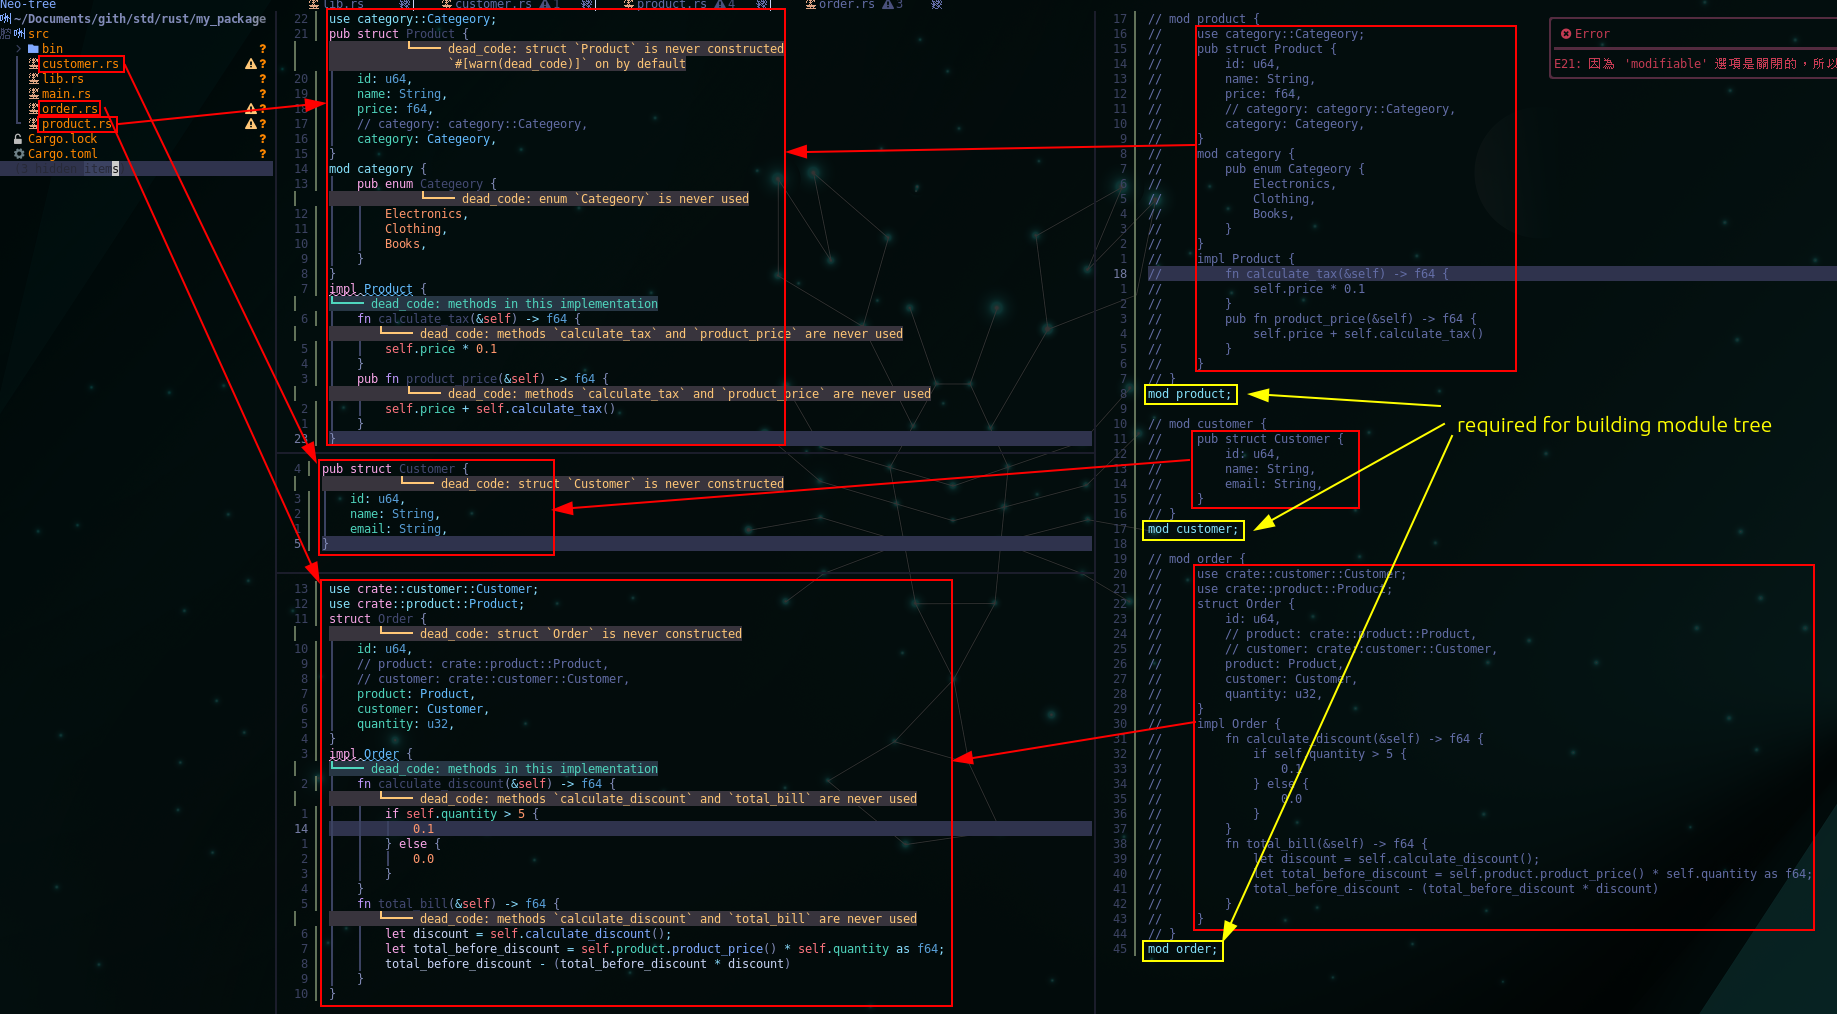 Neo-tree
~/Documents/gith/std/rust/my_package
src
bin ?
customer.rs ?
lib.rs ?
main.rs ?
order.rs ?
product.rs ?
Cargo.lock ?
Cargo.toml ?
hidden items
lib.rs
customer.rs 1
product.rs 4
order.rs 3
22 use category::Categeory;
21 pub struct Product {
dead_code: struct `Product` is never constructed
`#[warn(dead_code)]` on by default
20 id: u64,
19 name: String,
18 price: f64,
17 // category: category::Categeory,
16 category: Categeory,
15 }
14 mod category {
13 pub enum Categeory {
dead_code: enum `Categeory` is never used
12 Electronics,
11 Clothing,
10 Books,
9 }
8 }
7 impl Product {
dead_code: methods in this implementation
6 fn calculate_tax(&self) -> f64 {
dead_code: methods `calculate_tax` and `product_price` are never used
5 self.price * 0.1
4 }
3 pub fn product_price(&self) -> f64 {
dead_code: methods `calculate_tax` and `product_price` are never used
2 self.price + self.calculate_tax()
1 }
23 }
4 pub struct Customer {
dead_code: struct `Customer` is never constructed
3 id: u64,
2 name: String,
1 email: String,
5 }
13 use crate::customer::Customer;
12 use crate::product::Product;
11 struct Order {
dead_code: struct `Order` is never constructed
10 id: u64,
9 // product: crate::product::Product,
8 // customer: crate::customer::Customer,
7 product: Product,
6 customer: Customer,
5 quantity: u32,
4 }
3 impl Order {
dead_code: methods in this implementation
2 fn calculate_discount(&self) -> f64 {
dead_code: methods `calculate_discount` and `total_bill` are never used
1 if self.quantity > 5 {
14 0.1
1 } else {
2 0.0
3 }
4 }
5 fn total_bill(&self) -> f64 {
dead_code: methods `calculate_discount` and `total_bill` are never used
6 let discount = self.calculate_discount();
7 let total_before_discount = self.product.product_price() * self.quantity as f64;
8 total_before_discount - (total_before_discount * discount)
9 }
10 }
17 // mod product {
16 // use category::Categeory;
15 // pub struct Product {
14 // id: u64,
13 // name: String,
12 // price: f64,
11 // // category: category::Categeory,
10 // category: Categeory,
9 // }
8 // mod category {
7 // pub enum Categeory {
6 // Electronics,
5 // Clothing,
4 // Books,
3 // }
2 // }
1 // impl Product {
18 // fn calculate_tax(&self) -> f64 {
1 // self.price * 0.1
2 // }
3 // pub fn product_price(&self) -> f64 {
4 // self.price + self.calculate_tax()
5 // }
6 // }
7 // }
8 mod product;
9
10 // mod customer {
11 // pub struct Customer {
12 // id: u64,
13 // name: String,
14 // email: String,
15 // }
16 // }
17 mod customer;
18
19 // mod order {
20 // use crate::customer::Customer;
21 // use crate::product::Product;
22 // struct Order {
23 // id: u64,
24 // // product: crate::product::Product,
25 // // customer: crate::customer::Customer,
26 // product: Product,
27 // customer: Customer,
28 // quantity: u32,
29 // }
30 // impl Order {
31 // fn calculate_discount(&self) -> f64 {
32 // if self.quantity > 5 {
33 // 0.1
34 // } else {
35 // 0.0
36 // }
37 // }
38 // fn total_bill(&self) -> f64 {
39 // let discount = self.calculate_discount();
40 // let total_before_discount = self.product.product_price() * self.quantity as f64;
41 // total_before_discount - (total_before_discount * discount)
42 // }
43 // }
44 // }
45 mod order;
required for building module tree
Error
E21: 因為 'modifiable' 選項是關閉的，所以